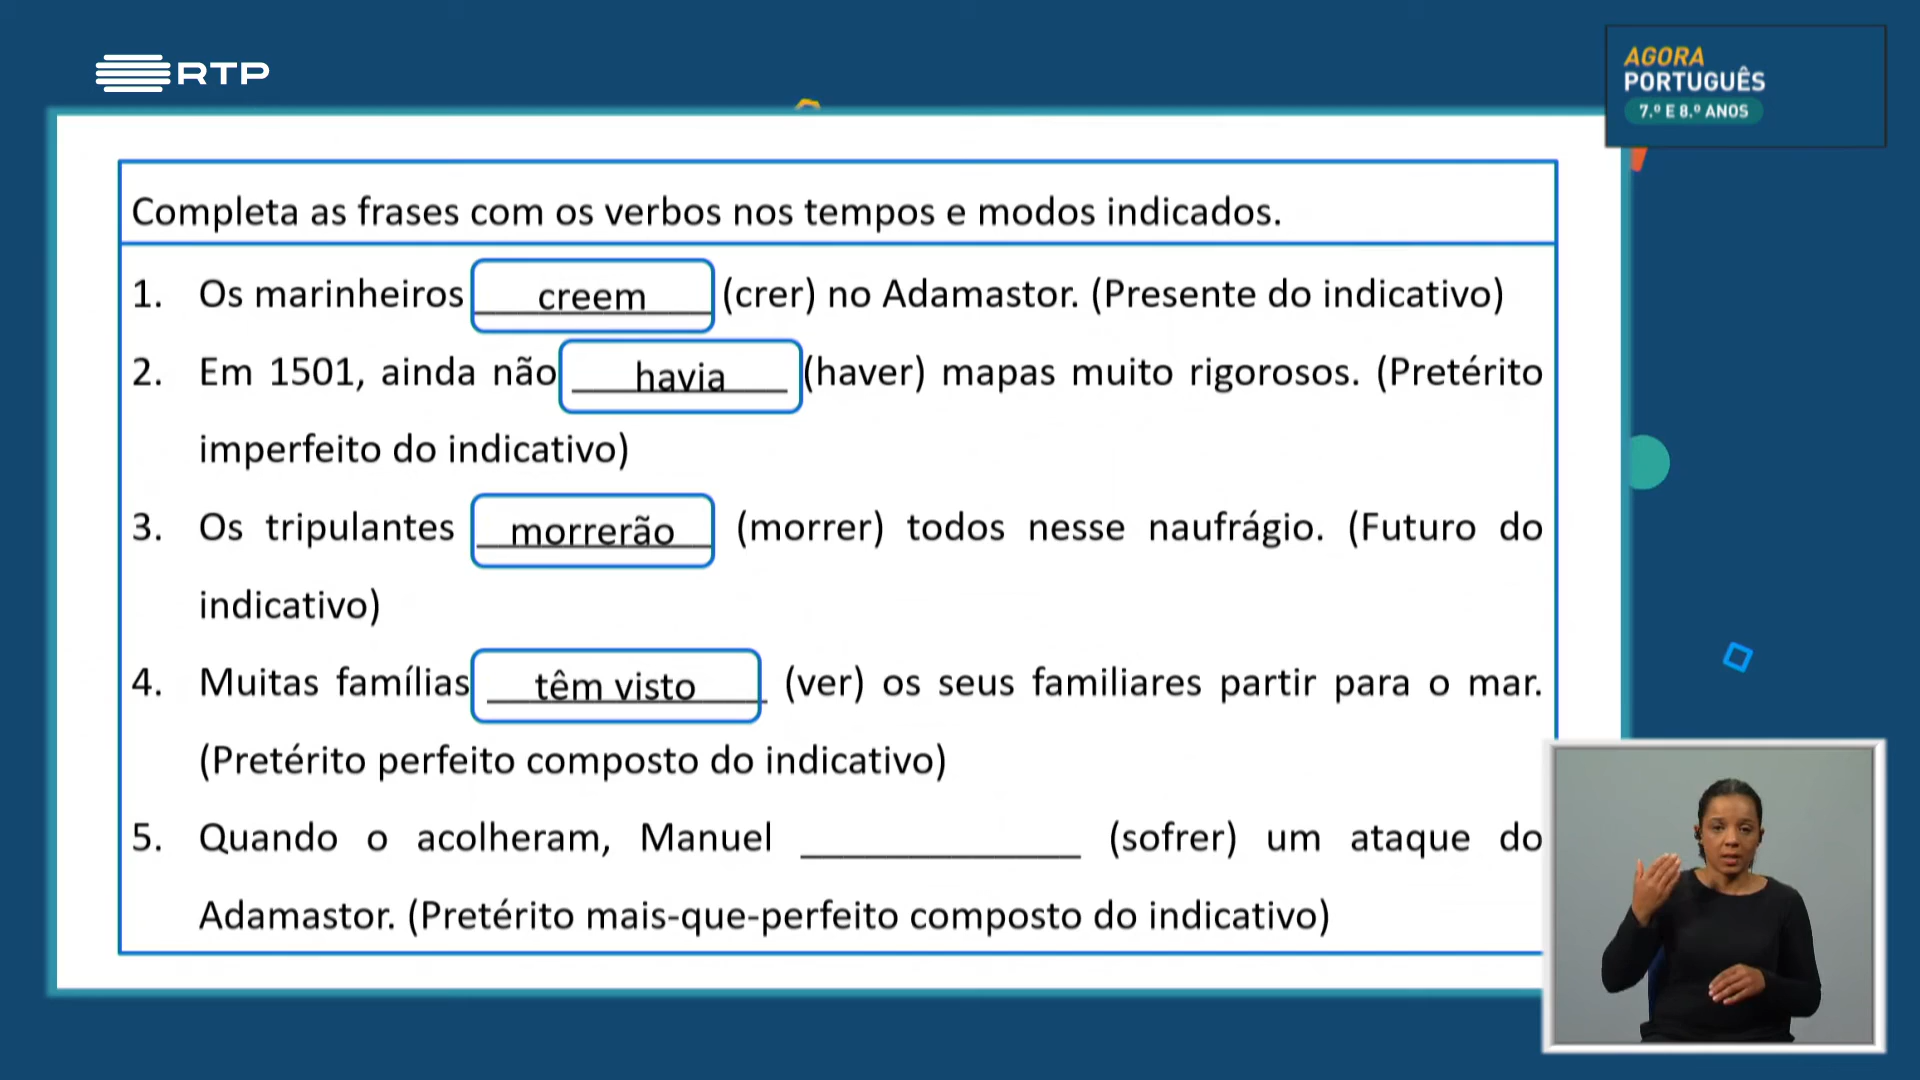 RTP
AGORA
PORTUGUÊS
7.º E 8.º ANOS
Completa as frases com os verbos nos tempos e modos indicados.
1. Os marinheiros creem (crer) no Adamastor. (Presente do indicativo)
2. Em 1501, ainda não havia (haver) mapas muito rigorosos. (Pretérito
imperfeito do indicativo)
3. Os tripulantes morrerão (morrer) todos nesse naufrágio. (Futuro do
indicativo)
4. Muitas famílias têm visto (ver) os seus familiares partir para o mar.
(Pretérito perfeito composto do indicativo)
5. Quando o acolheram, Manuel ______________ (sofrer) um ataque do
Adamastor. (Pretérito mais-que-perfeito composto do indicativo)